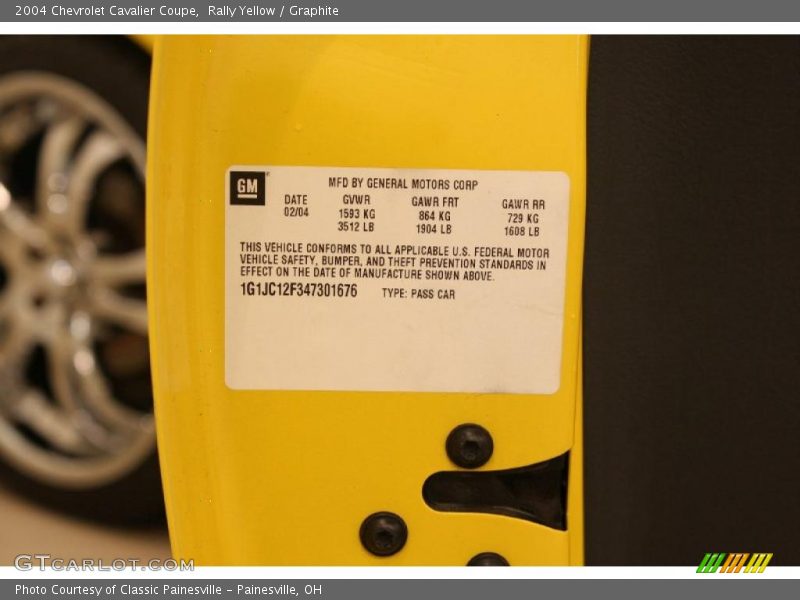 2004 Chevrolet Cavalier Coupe, Rally Yellow / Graphite
GM
MFD BY GENERAL MOTORS CORP
DATE GVWR GAWR FRT GAWR RR
02/04 1593 KG 864 KG 729 KG
3512 LB 1904 LB 1608 LB
THIS VEHICLE CONFORMS TO ALL APPLICABLE U.S. FEDERAL MOTOR
VEHICLE SAFETY, BUMPER, AND THEFT PREVENTION STANDARDS IN
EFFECT ON THE DATE OF MANUFACTURE SHOWN ABOVE.
1G1JC12F347301676 TYPE: PASS CAR
GTCARLOT.COM
Photo Courtesy of Classic Painesville - Painesville, OH